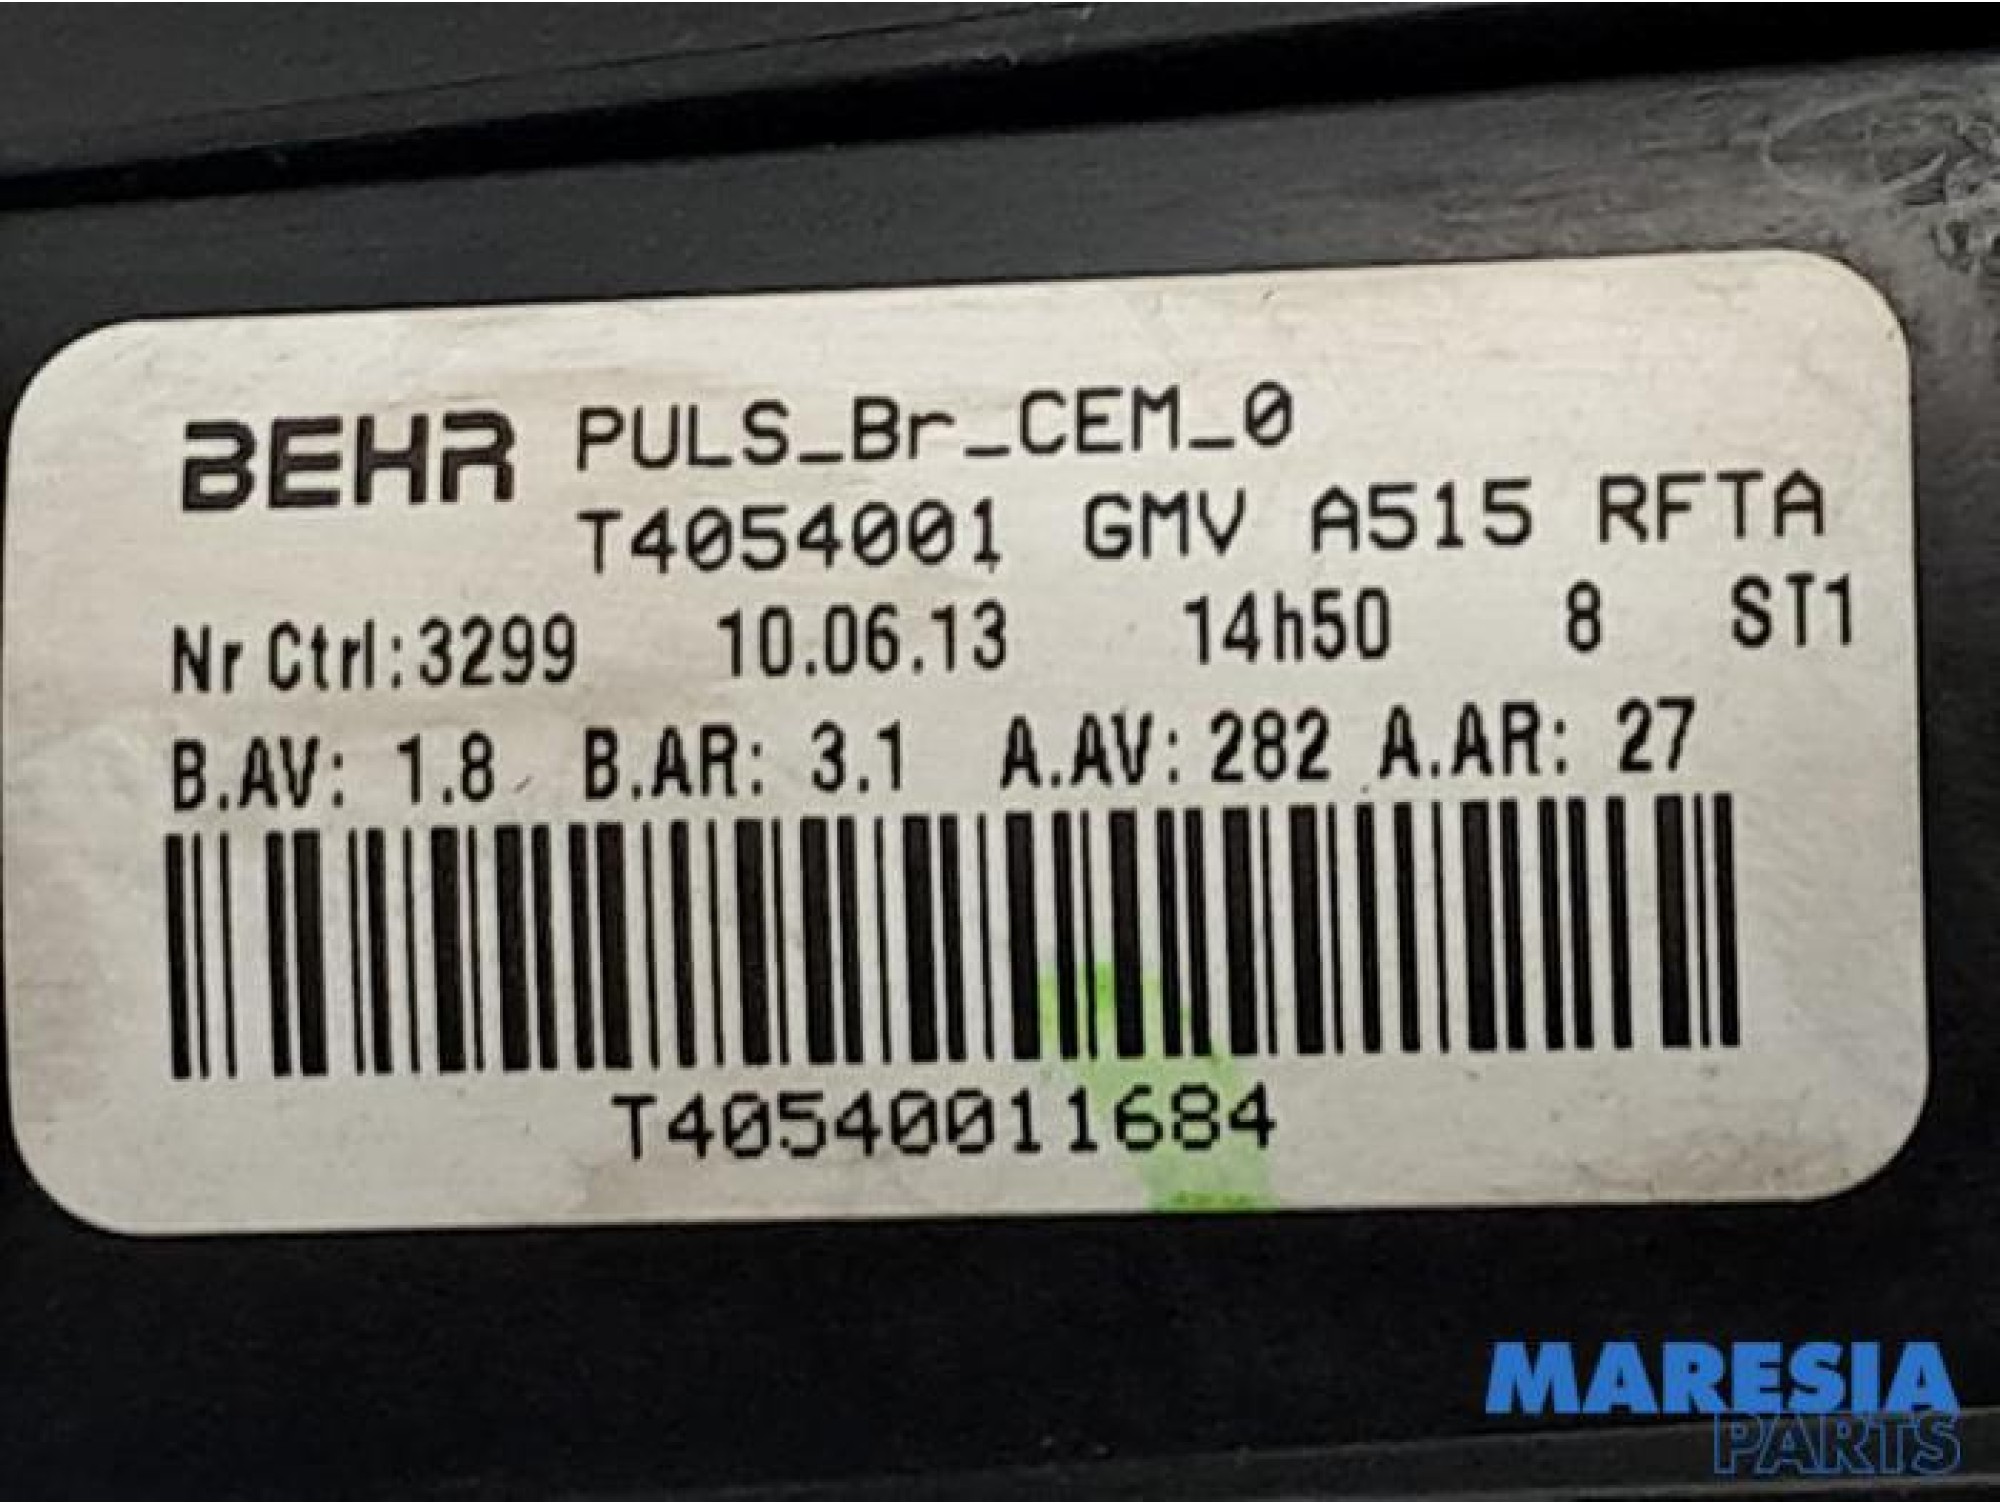 BEHR PULS_Br_CEM_0
T4054001 GMV A515 RFTA
Nr Ctrl:3299 10.06.13 14h50 8 ST1
B.AV: 1.8 B.AR: 3.1 A.AV: 282 A.AR: 27
T40540011684
MARESIA
PARTS